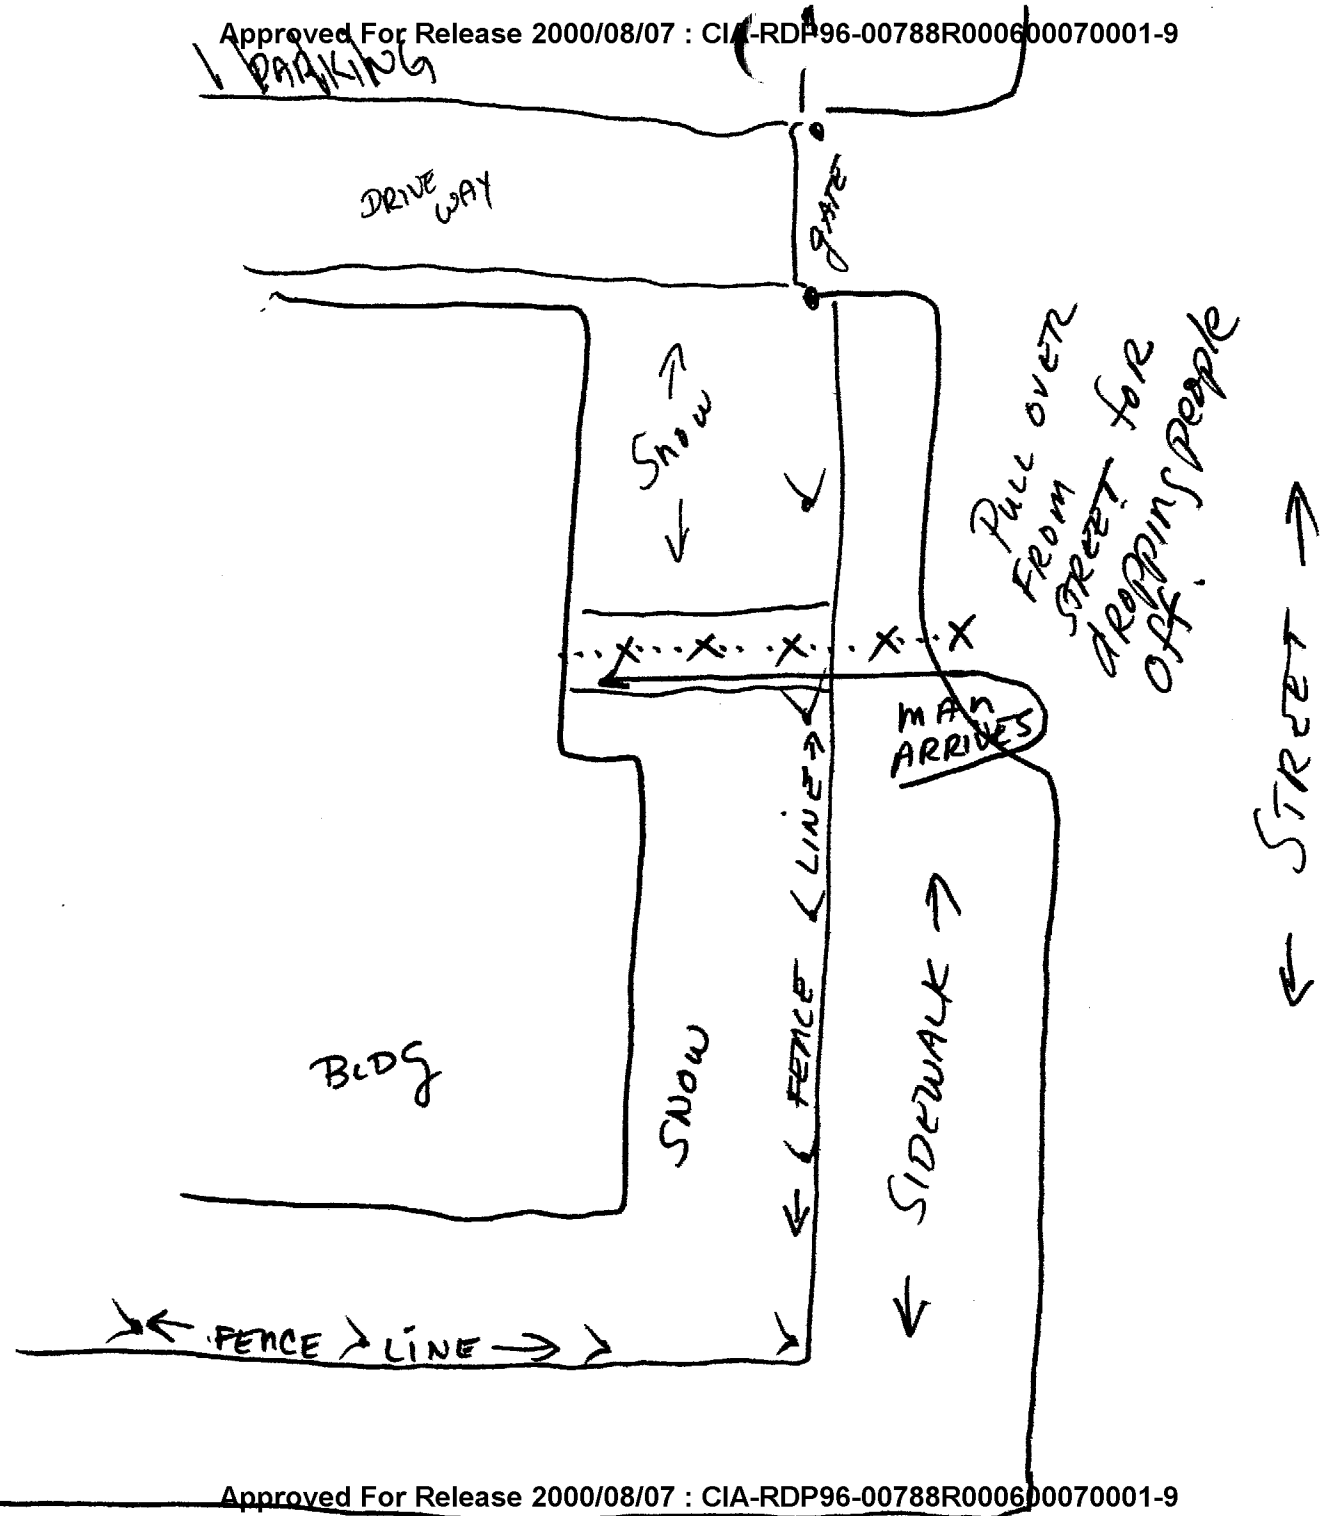 Approved For Release 2000/08/07 : CIA-RDP96-00788R000600070001-9
PARKING
DRIVE
WAY
gATE
Snow
PULL OVER
FROM
STREET for
dROPPINg people
Off.
STREET
X X X X X
mAn
ARRIVES
FENCE LINE
SIDEWALK
BLDG
SNOW
FENCE LINE
Approved For Release 2000/08/07 : CIA-RDP96-00788R000600070001-9